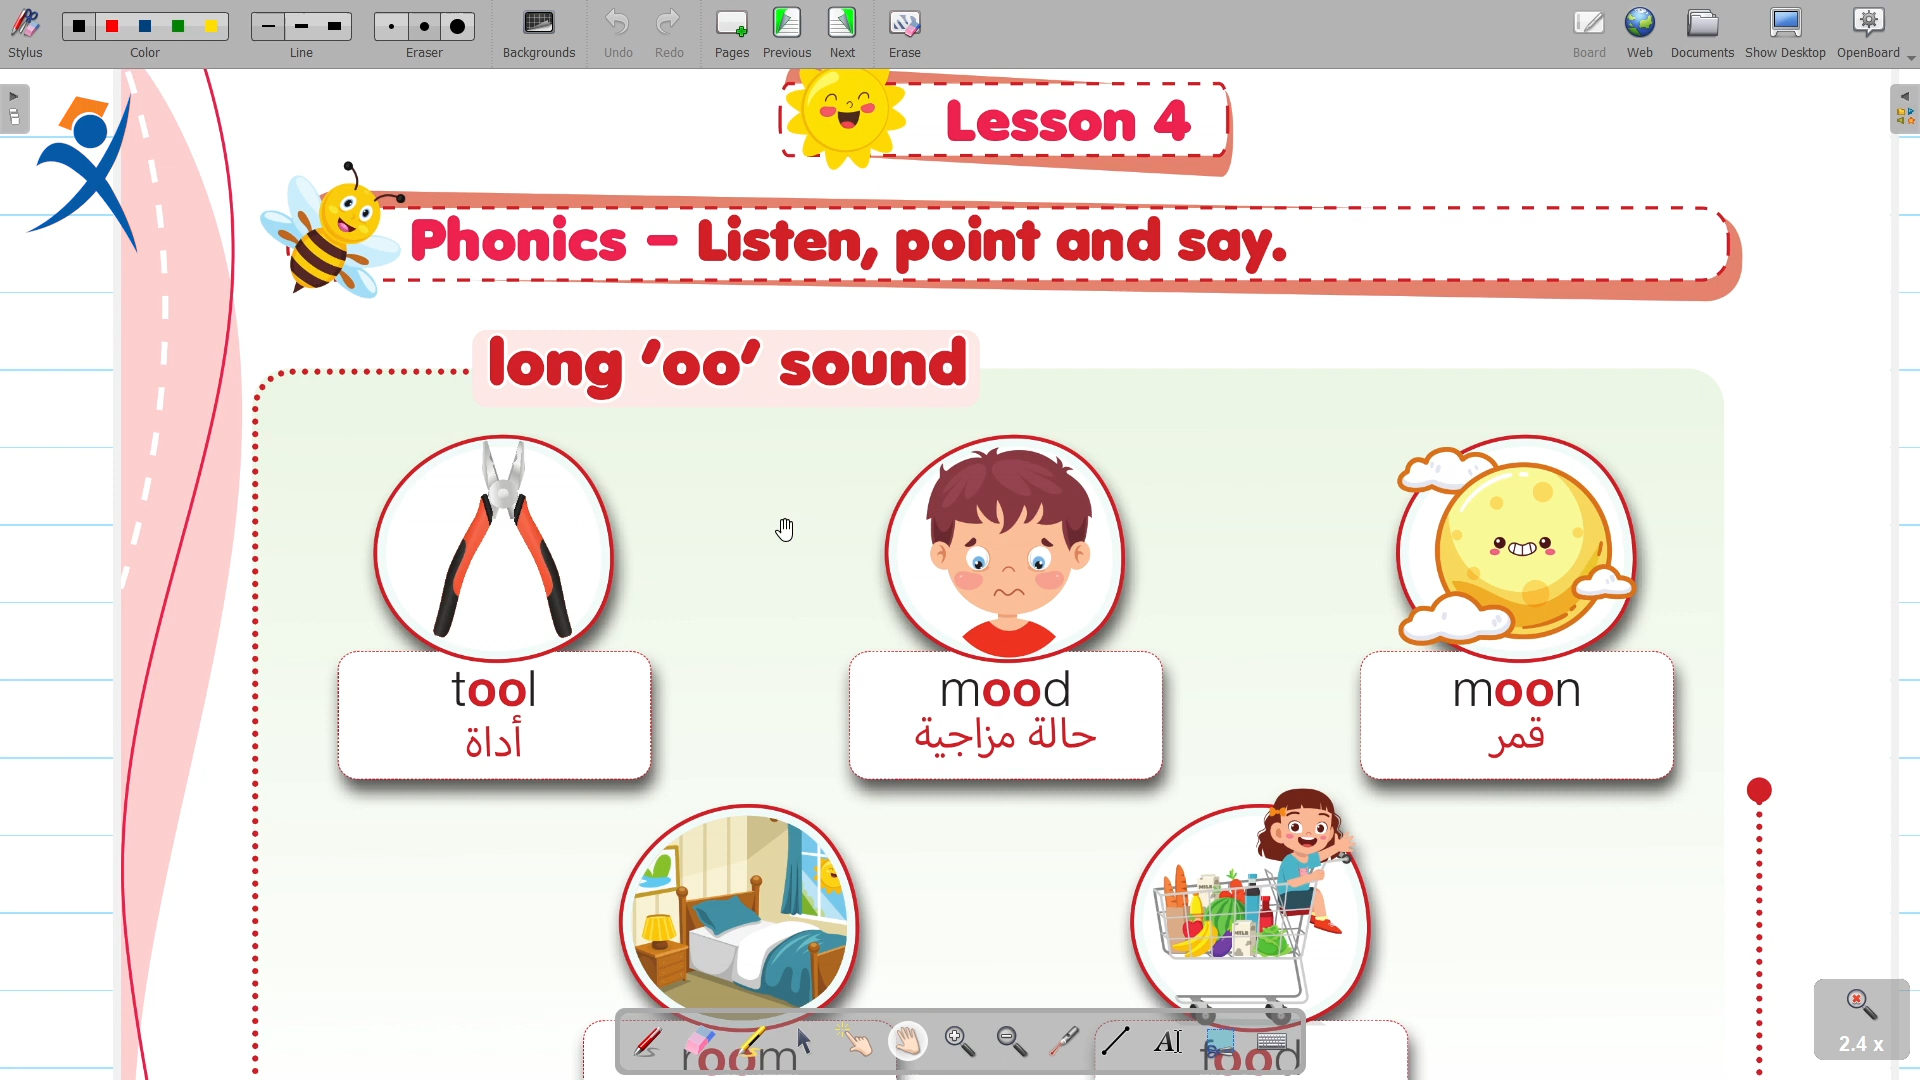 Stylus
Color
Line
Eraser
Backgrounds
Undo
Redo
Pages
Previous
Next
Erase
Board
Web
Documents
Show Desktop
OpenBoard
Lesson 4
Phonics – Listen, point and say.
long 'oo' sound
tool
أداة
mood
حالة مزاجية
moon
قمر
room
food
2.4 x